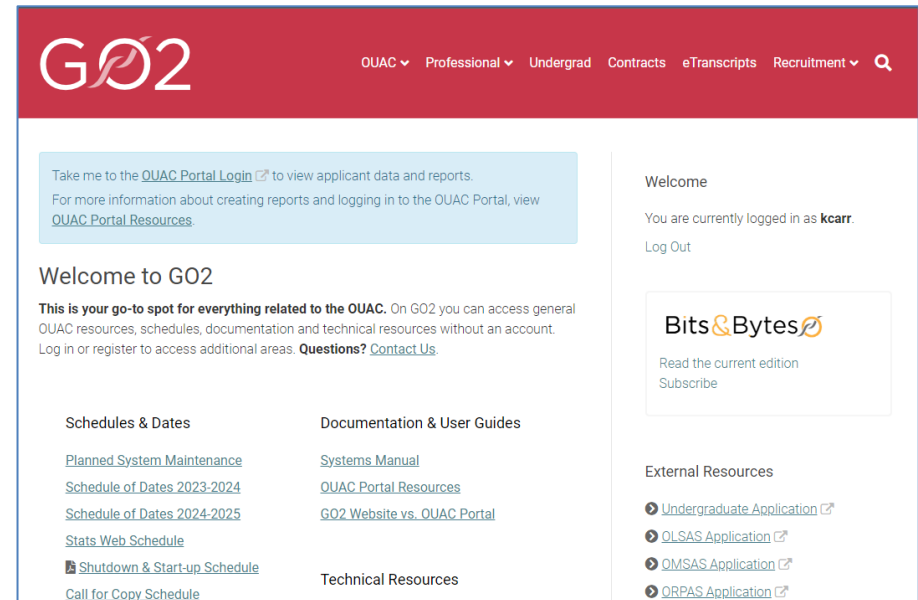 GO2
OUAC Professional Undergrad Contracts eTranscripts Recruitment
Take me to the OUAC Portal Login to view applicant data and reports.
For more information about creating reports and logging in to the OUAC Portal, view
OUAC Portal Resources.
Welcome to GO2
This is your go-to spot for everything related to the OUAC. On GO2 you can access general
OUAC resources, schedules, documentation and technical resources without an account.
Log in or register to access additional areas. Questions? Contact Us.
Schedules & Dates
Planned System Maintenance
Schedule of Dates 2023-2024
Schedule of Dates 2024-2025
Stats Web Schedule
Shutdown & Start-up Schedule
Call for Copy Schedule
Documentation & User Guides
Systems Manual
OUAC Portal Resources
GO2 Website vs. OUAC Portal
Technical Resources
Welcome
You are currently logged in as kcarr.
Log Out
Bits&Bytes
Read the current edition
Subscribe
External Resources
Undergraduate Application
OLSAS Application
OMSAS Application
ORPAS Application